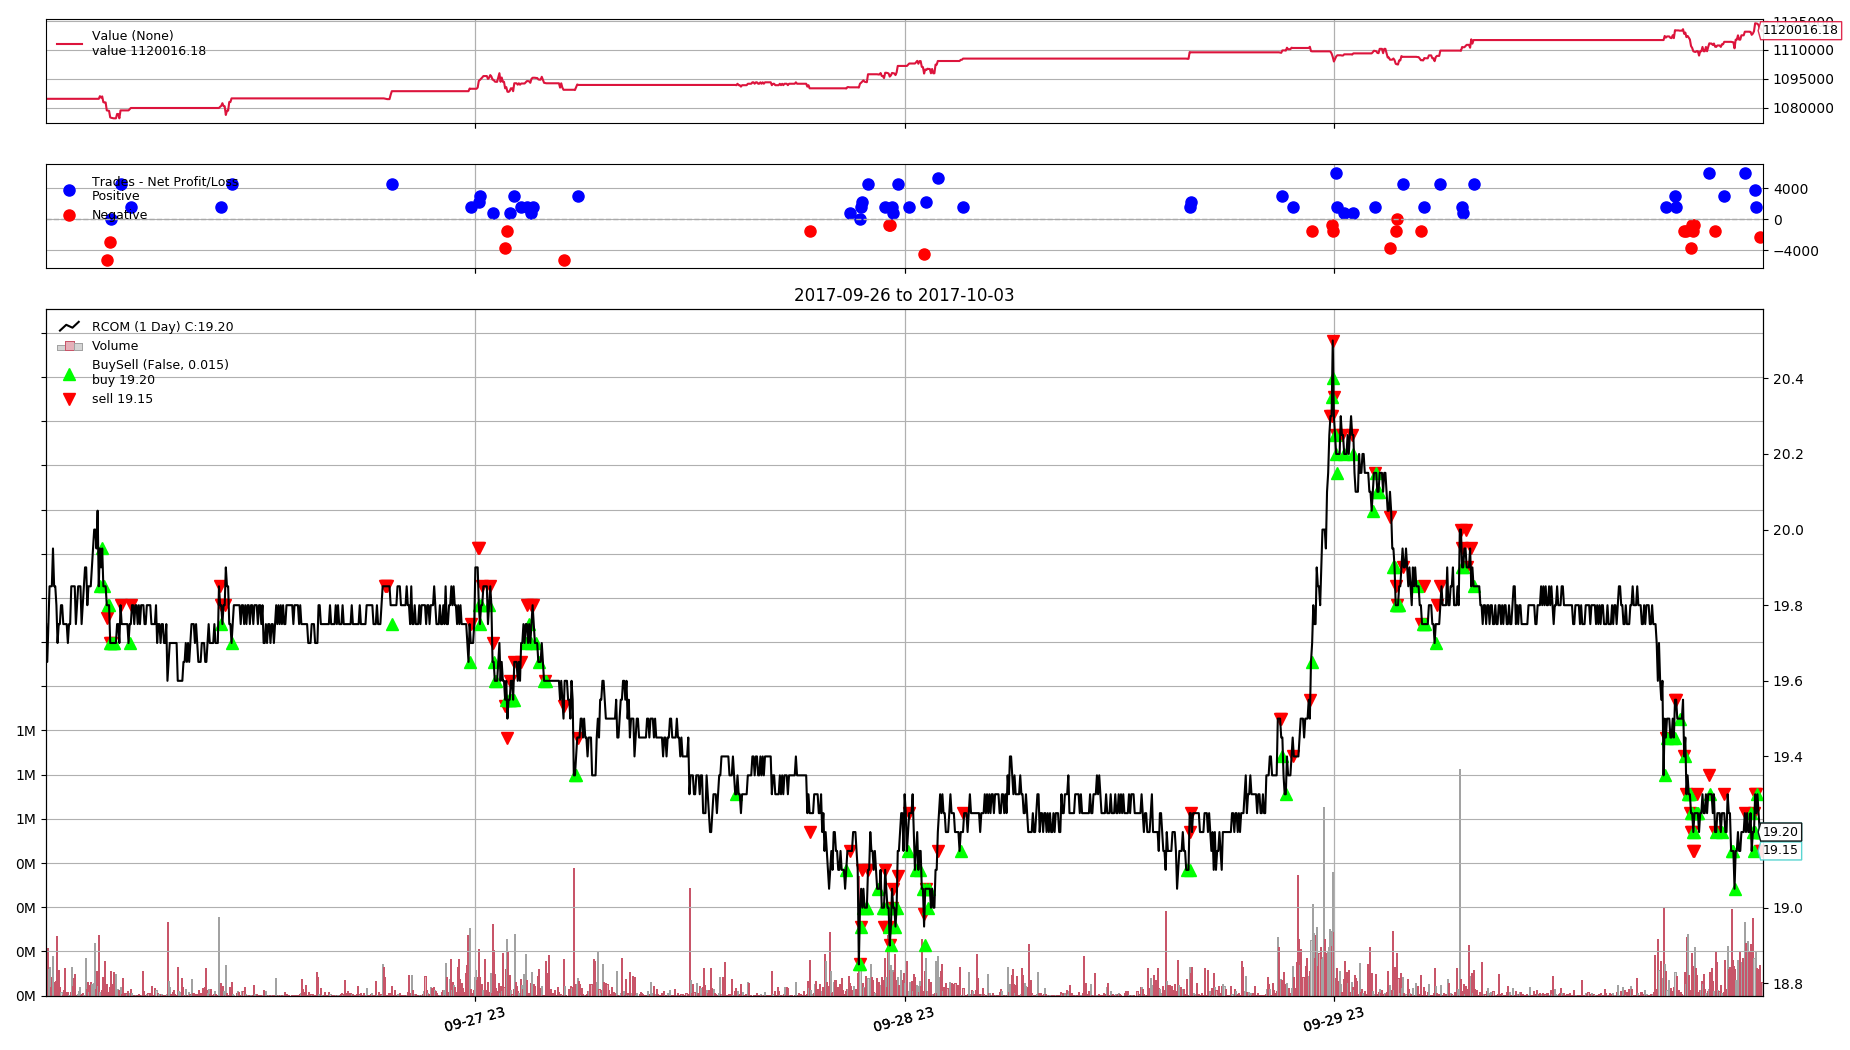 Value (None)
value 1120016.18
1125000
1120016.18
1110000
1095000
1080000
Trades - Net Profit/Loss
Positive
Negative
4000
0
−4000
2017-09-26 to 2017-10-03
RCOM (1 Day) C:19.20
Volume
BuySell (False, 0.015)
buy 19.20
sell 19.15
20.4
20.2
20.0
19.8
19.6
19.4
19.20
19.15
19.0
18.8
1M
1M
1M
0M
0M
0M
0M
09-27 23
09-28 23
09-29 23